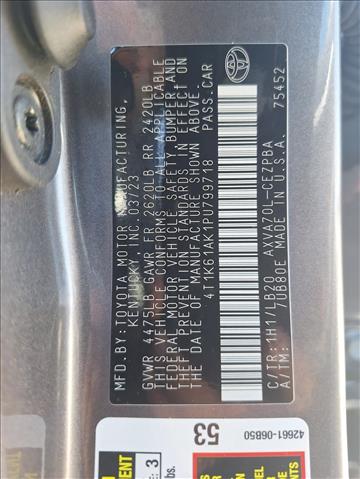 MFD.BY:TOYOTA MOTOR MANUFACTURING,
KENTUCKY, INC. 03/23
GVWR 4475LB GAWR FR 2620LB RR 2420LB
THIS VEHICLE CONFORMS TO ALL APPLICABLE
FEDERAL MOTOR VEHICLE SAFETY, BUMPER, AND
THEFT PREVENTION STANDARDS IN EFFECT ON
THE DATE OF MANUFACTURE SHOWN ABOVE.
4T1K61AK1PU799718 PASS.CAR
C/TR:1H1/LB20 AXVA70L-CEZPBA
A/TM: /UB80E MADE IN U.S.A. 75452
TOYOTA
53
42661-06B50
3